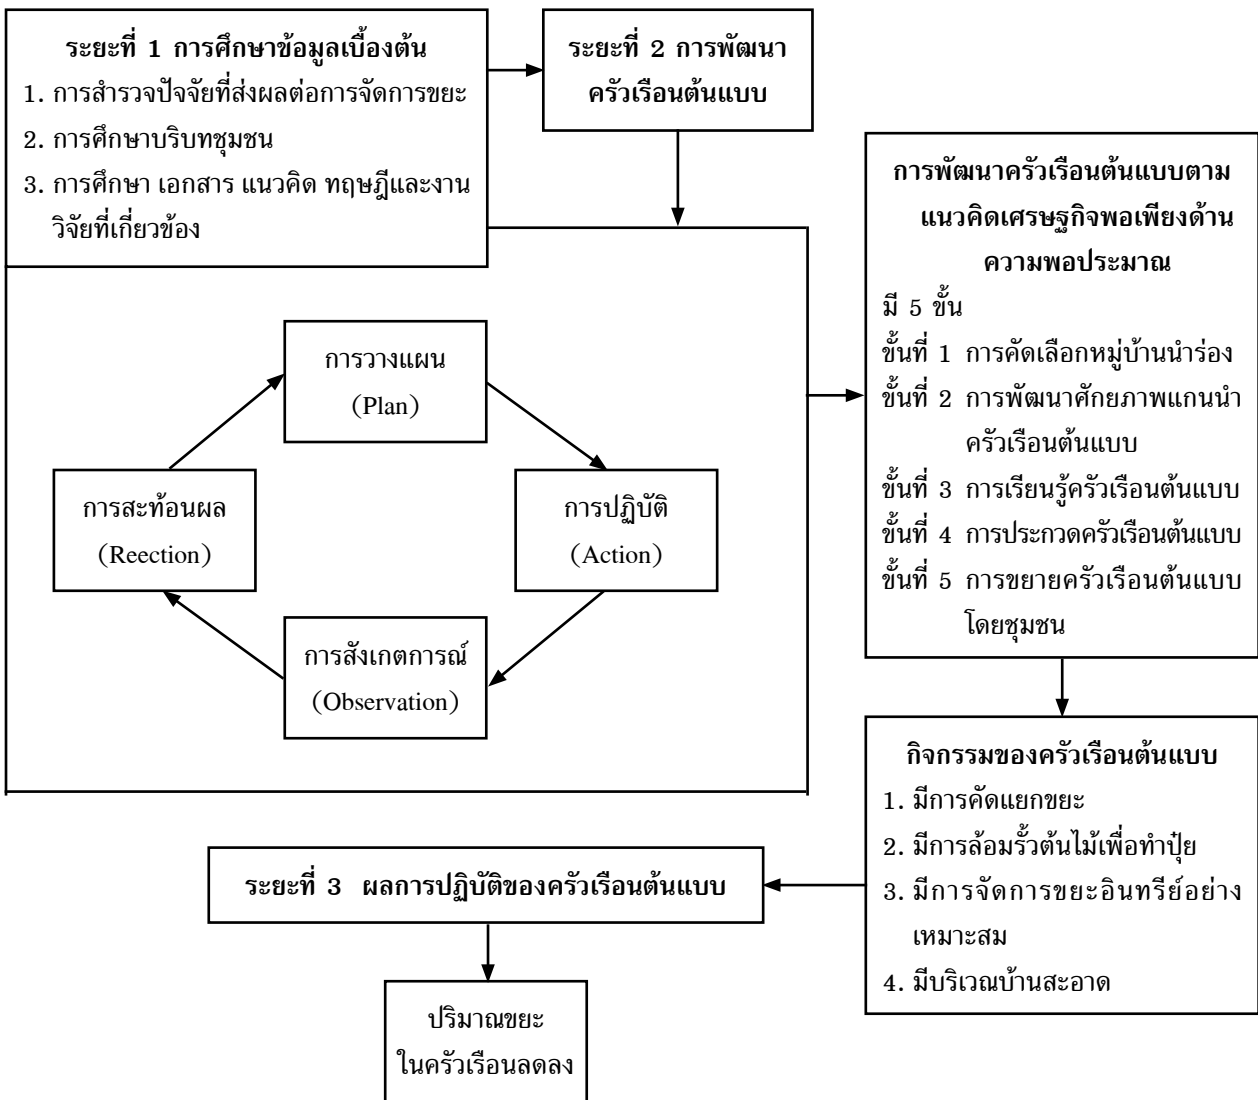 ระยะที่ 1 การศึกษาข้อมูลเบื้องต้น
1. การสำรวจปัจจัยที่ส่งผลต่อการจัดการขยะ
2. การศึกษาบริบทชุมชน
3. การศึกษา เอกสาร แนวคิด ทฤษฎีและงาน
วิจัยที่เกี่ยวข้อง
ระยะที่ 2 การพัฒนา
ครัวเรือนต้นแบบ
การวางแผน
(Plan)
การปฏิบัติ
(Action)
การสังเกตการณ์
(Observation)
การสะท้อนผล
(Reection)
การพัฒนาครัวเรือนต้นแบบตาม
แนวคิดเศรษฐกิจพอเพียงด้าน
ความพอประมาณ
มี 5 ขั้น
ขั้นที่ 1 การคัดเลือกหมู่บ้านนำร่อง
ขั้นที่ 2 การพัฒนาศักยภาพแกนนำ
ครัวเรือนต้นแบบ
ขั้นที่ 3 การเรียนรู้ครัวเรือนต้นแบบ
ขั้นที่ 4 การประกวดครัวเรือนต้นแบบ
ขั้นที่ 5 การขยายครัวเรือนต้นแบบ
โดยชุมชน
กิจกรรมของครัวเรือนต้นแบบ
1. มีการคัดแยกขยะ
2. มีการล้อมรั้วต้นไม้เพื่อทำปุ๋ย
3. มีการจัดการขยะอินทรีย์อย่าง
เหมาะสม
4. มีบริเวณบ้านสะอาด
ระยะที่ 3 ผลการปฏิบัติของครัวเรือนต้นแบบ
ปริมาณขยะ
ในครัวเรือนลดลง